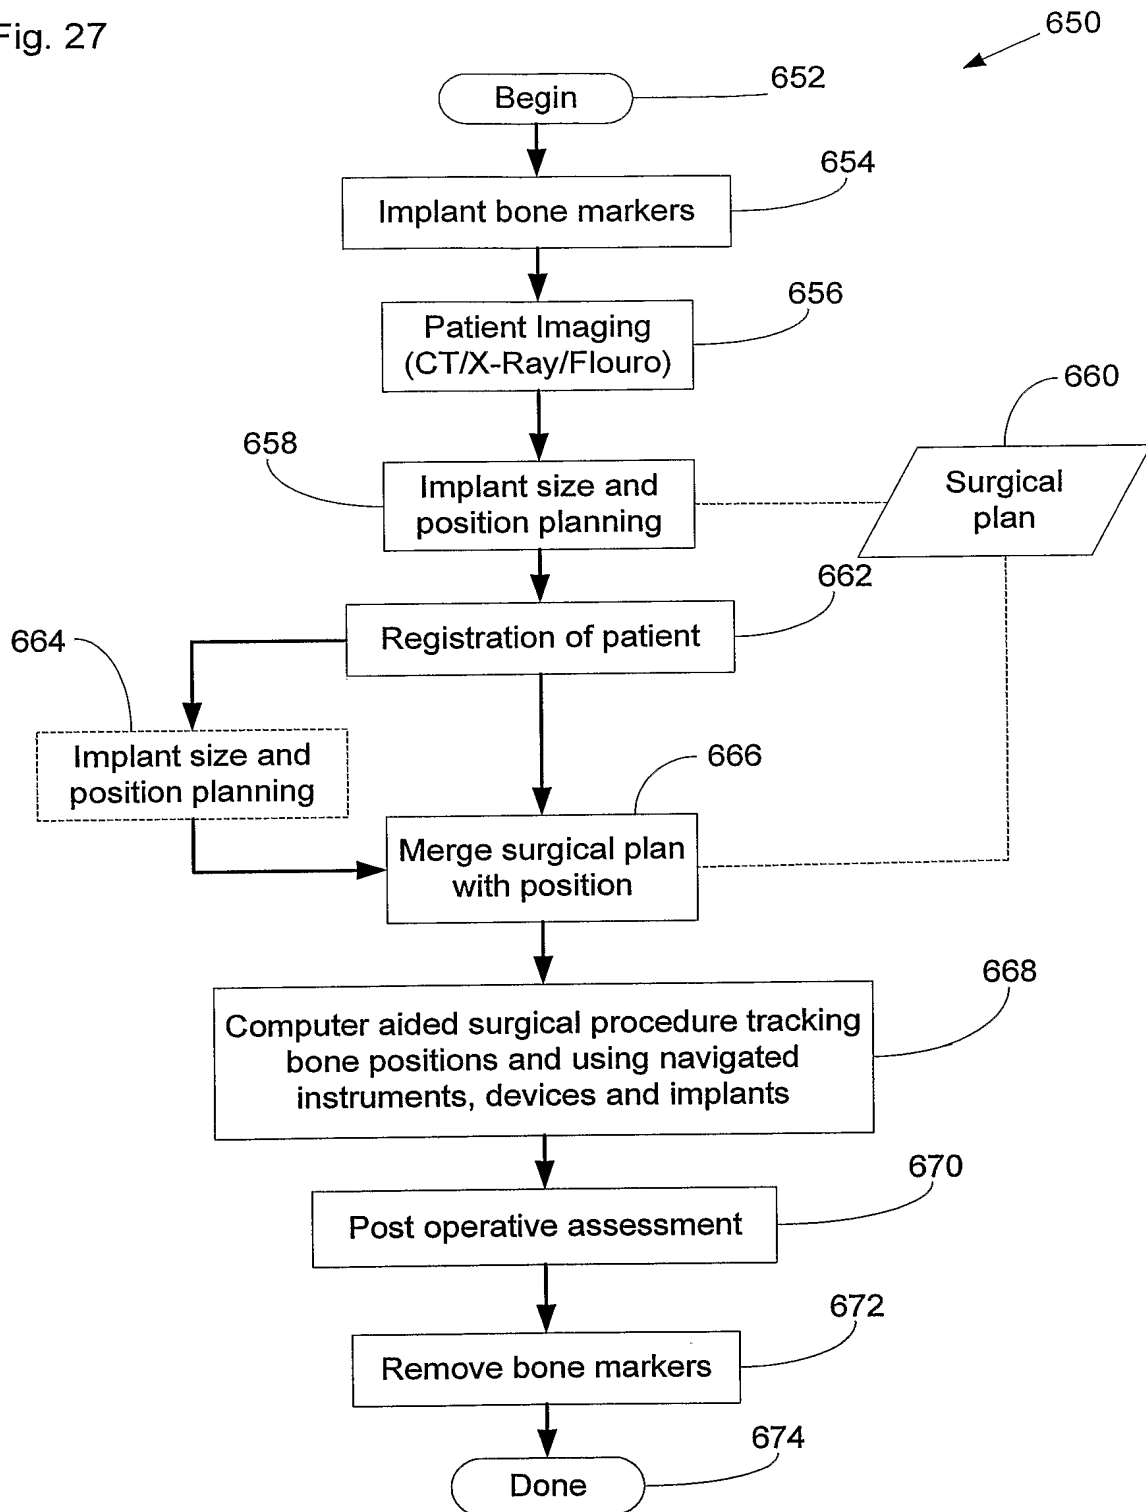 Fig. 27
650
Begin
652
654
Implant bone markers
656
Patient Imaging
(CT/X-Ray/Flouro)
660
658
Implant size and
position planning
Surgical
plan
662
Registration of patient
664
Implant size and
position planning
666
Merge surgical plan
with position
668
Computer aided surgical procedure tracking
bone positions and using navigated
instruments, devices and implants
670
Post operative assessment
672
Remove bone markers
674
Done